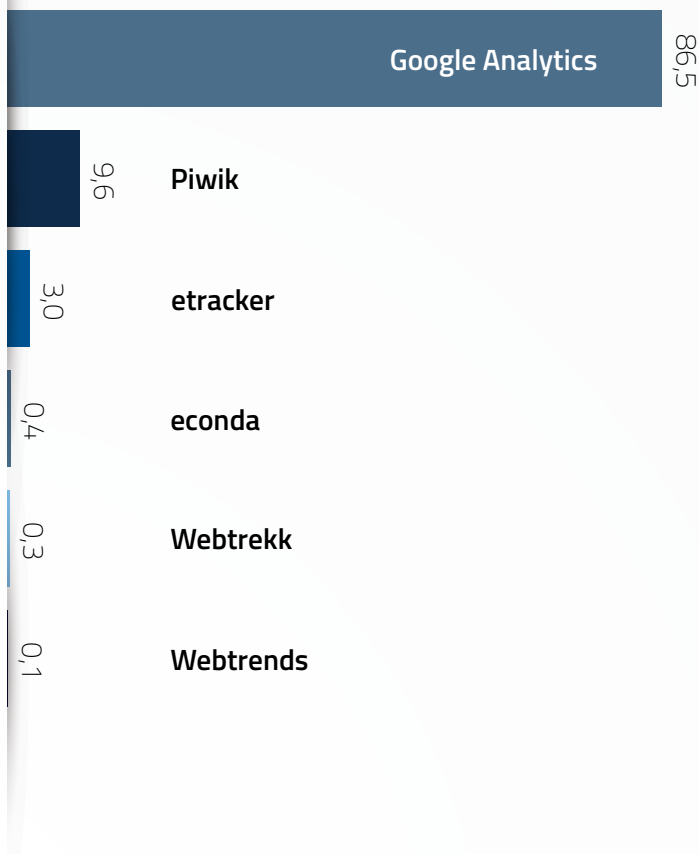 Google Analytics
86,5
9,6
Piwik
3,0
etracker
0,4
econda
0,3
Webtrekk
0,1
Webtrends